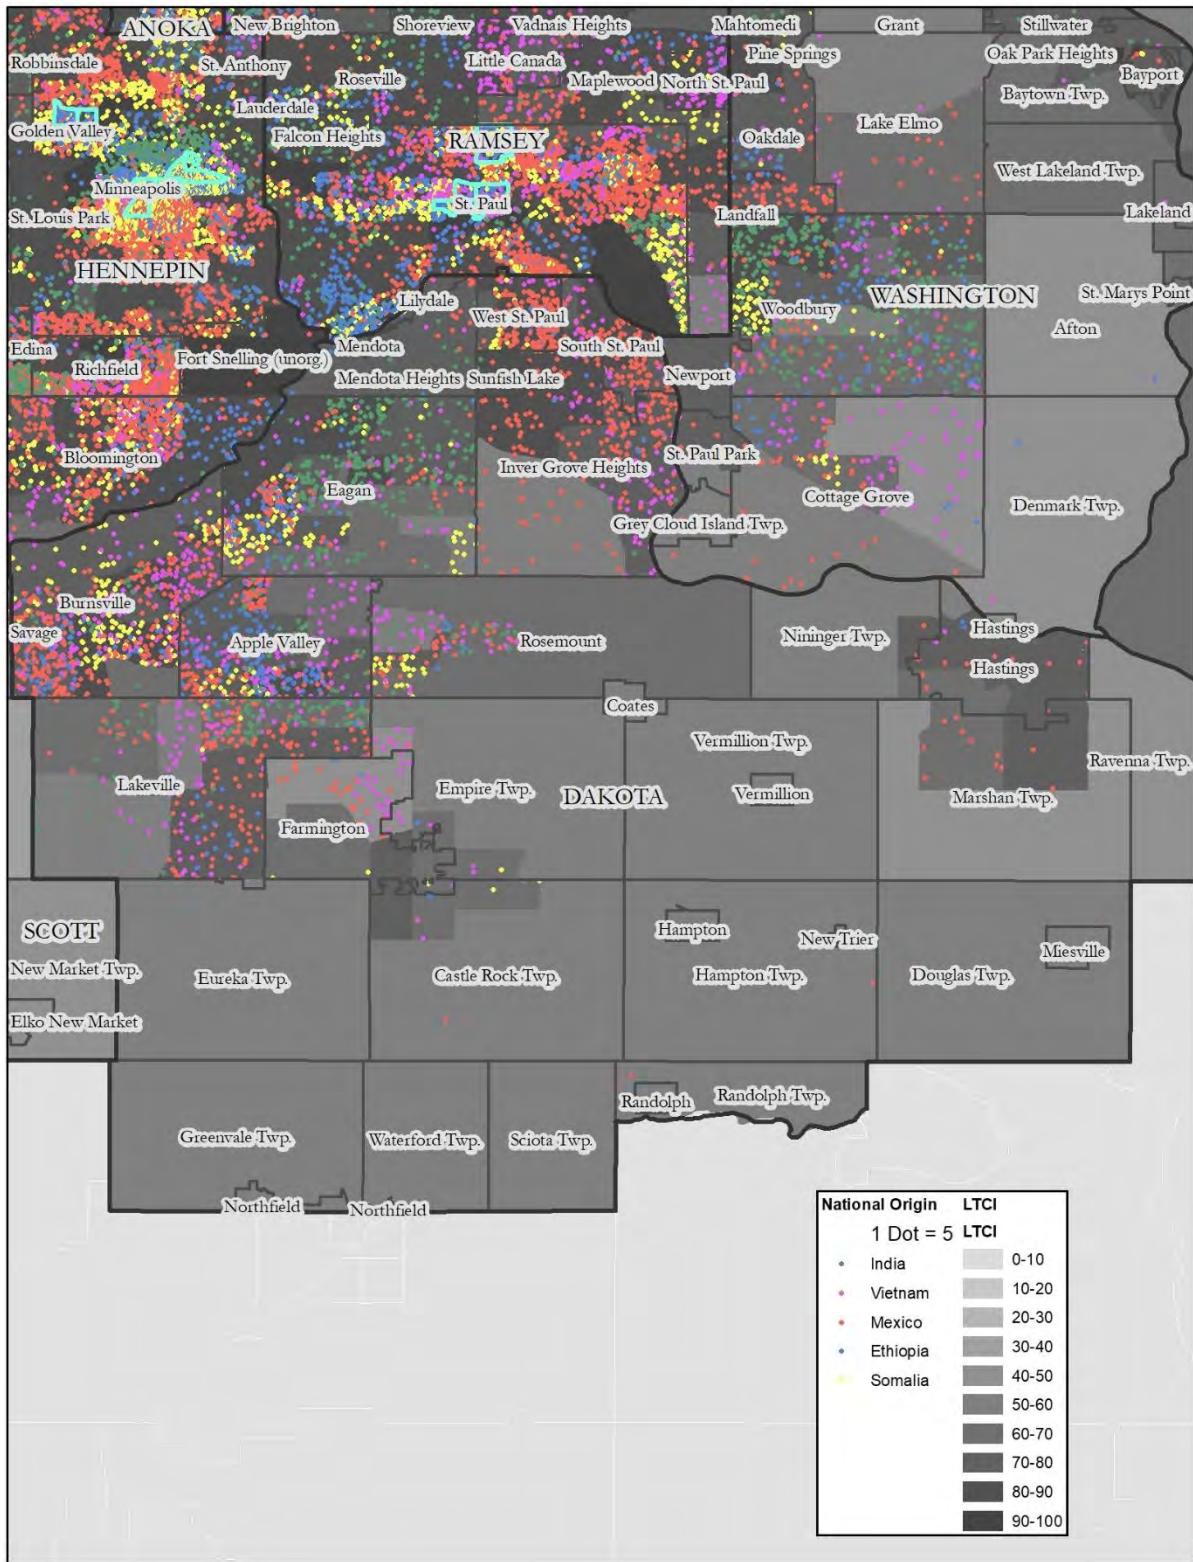 ANOKA
New Brighton
Shoreview
Vadnais Heights
Mahtomedi
Grant
Stillwater
Robbinsdale
St. Anthony
Roseville
Little Canada
Maplewood
North St. Paul
Pine Springs
Oak Park Heights
Bayport
Baytown Twp.
Golden Valley
Lauderdale
Falcon Heights
RAMSEY
Oakdale
Lake Elmo
Minneapolis
St. Paul
West Lakeland Twp.
St. Louis Park
Landfall
Lakeland
HENNEPIN
Lilydale
West St. Paul
Woodbury
WASHINGTON
St. Marys Point
Afton
Edina
Richfield
Fort Snelling (unorg.)
Mendota
South St. Paul
Mendota Heights
Sunfish Lake
Newport
Bloomington
Eagan
Inver Grove Heights
St. Paul Park
Cottage Grove
Denmark Twp.
Grey Cloud Island Twp.
Burnsville
Savage
Apple Valley
Rosemount
Nininger Twp.
Hastings
Hastings
Coates
Vermillion Twp.
Ravenna Twp.
Lakeville
Empire Twp.
DAKOTA
Vermillion
Marshan Twp.
Farmington
SCOTT
Hampton
New Trier
Miesville
New Market Twp.
Eureka Twp.
Castle Rock Twp.
Hampton Twp.
Douglas Twp.
Elko New Market
Randolph
Randolph Twp.
Greenvale Twp.
Waterford Twp.
Sciota Twp.
Northfield
Northfield
National Origin
1 Dot = 5
India
Vietnam
Mexico
Ethiopia
Somalia
LTCI
LTCI
0-10
10-20
20-30
30-40
40-50
50-60
60-70
70-80
80-90
90-100